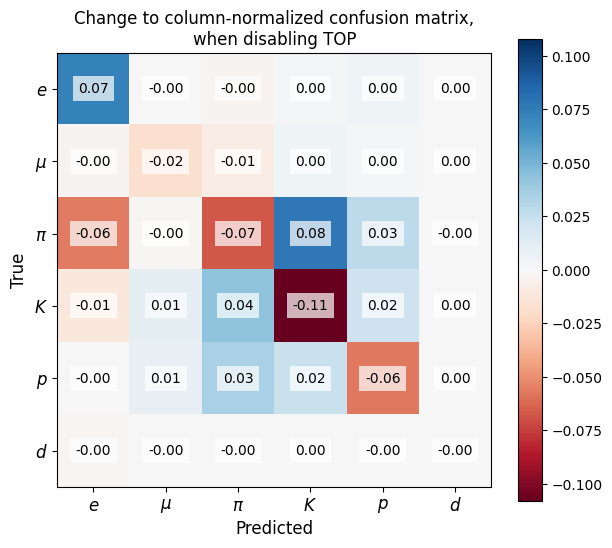 Change to column-normalized confusion matrix,
when disabling TOP
e 0.07 -0.00 -0.00 0.00 0.00 0.00
μ -0.00 -0.02 -0.01 0.00 0.00 0.00
π -0.06 -0.00 -0.07 0.08 0.03 -0.00
K -0.01 0.01 0.04 -0.11 0.02 0.00
p -0.00 0.01 0.03 0.02 -0.06 0.00
d -0.00 -0.00 -0.00 0.00 -0.00 -0.00
e μ π K p d
Predicted
True
0.100
0.075
0.050
0.025
0.000
−0.025
−0.050
−0.075
−0.100